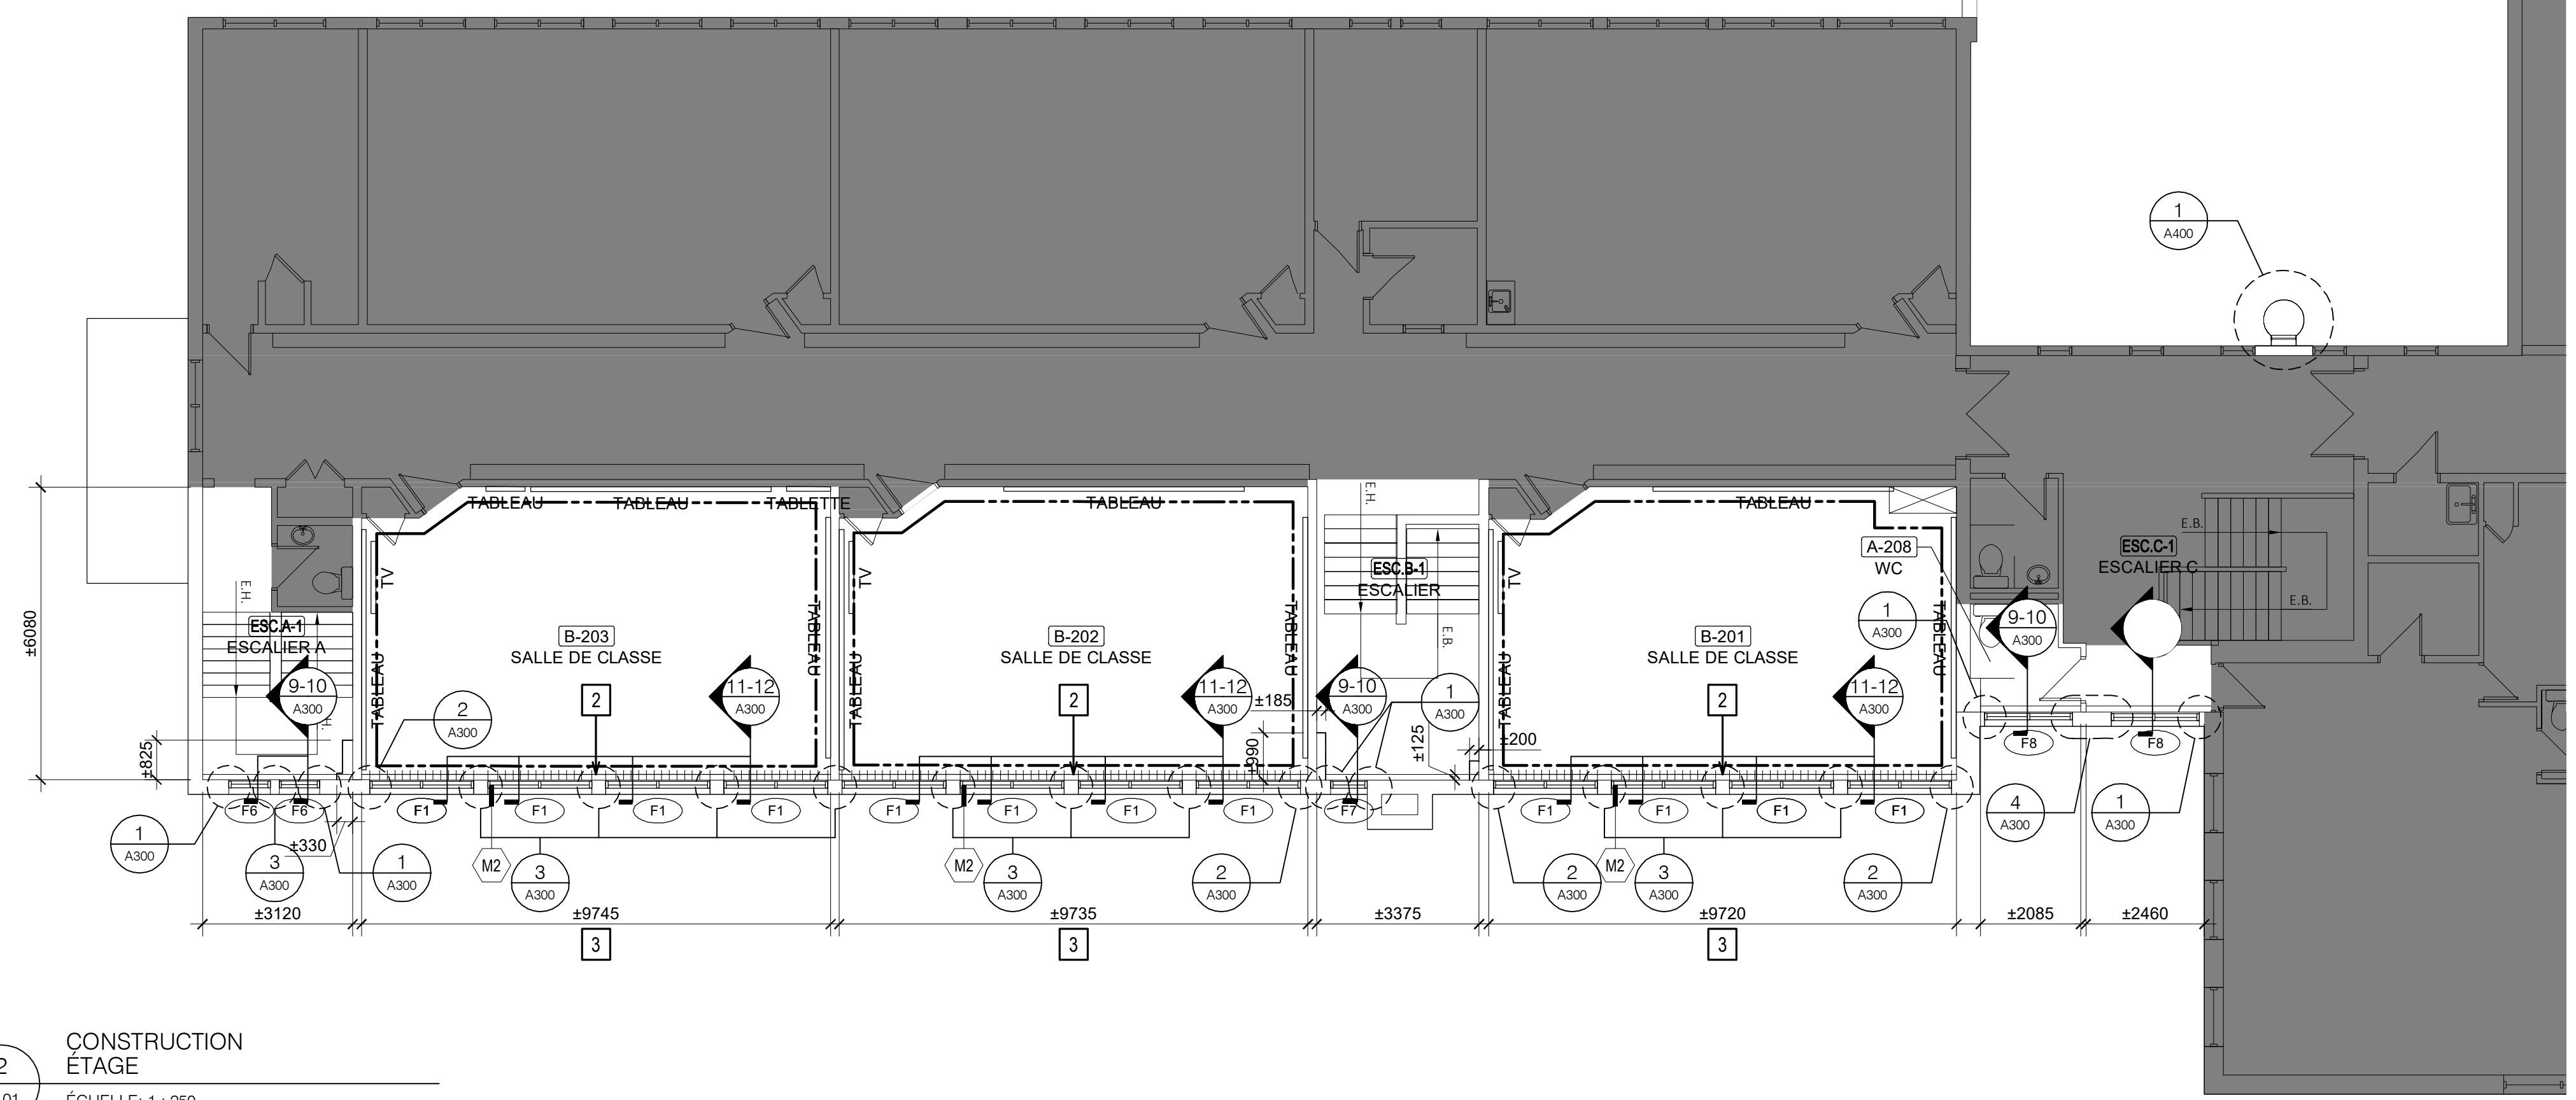 1
A400
E.H.
TABLEAU
TABLEAU
TABLETTE
TABLEAU
TABLEAU
E.B.
A-208
WC
ESC.C-1
ESCALIER C
ESC.B-1
ESCALIER
TV
TV
TV
E.H.
E.B.
±6080
ESC.A-1
ESCALIER A
B-203
SALLE DE CLASSE
B-202
SALLE DE CLASSE
B-201
SALLE DE CLASSE
1
A300
9-10
A300
TABLEAU
TABLEAU
TABLEAU
E.B.
TABLEAU
TABLEAU
TABLEAU
9-10
A300
11-12
A300
11-12
A300
9-10
A300
11-12
A300
2
2
2
±185
1
A300
2
A300
H.
±825
±990
±125
±200
F8
F8
F6
F6
F1
F1
F1
F1
F1
F1
F1
F1
F7
F1
F1
F1
F1
4
A300
1
A300
1
A300
±330
3
A300
1
A300
M2
3
A300
M2
3
A300
2
A300
2
A300
M2
3
A300
2
A300
±3120
±9745
±9735
±3375
±9720
±2085
±2460
3
3
3
2
01
CONSTRUCTION
ÉTAGE
ÉCHELLE: 1 : 250